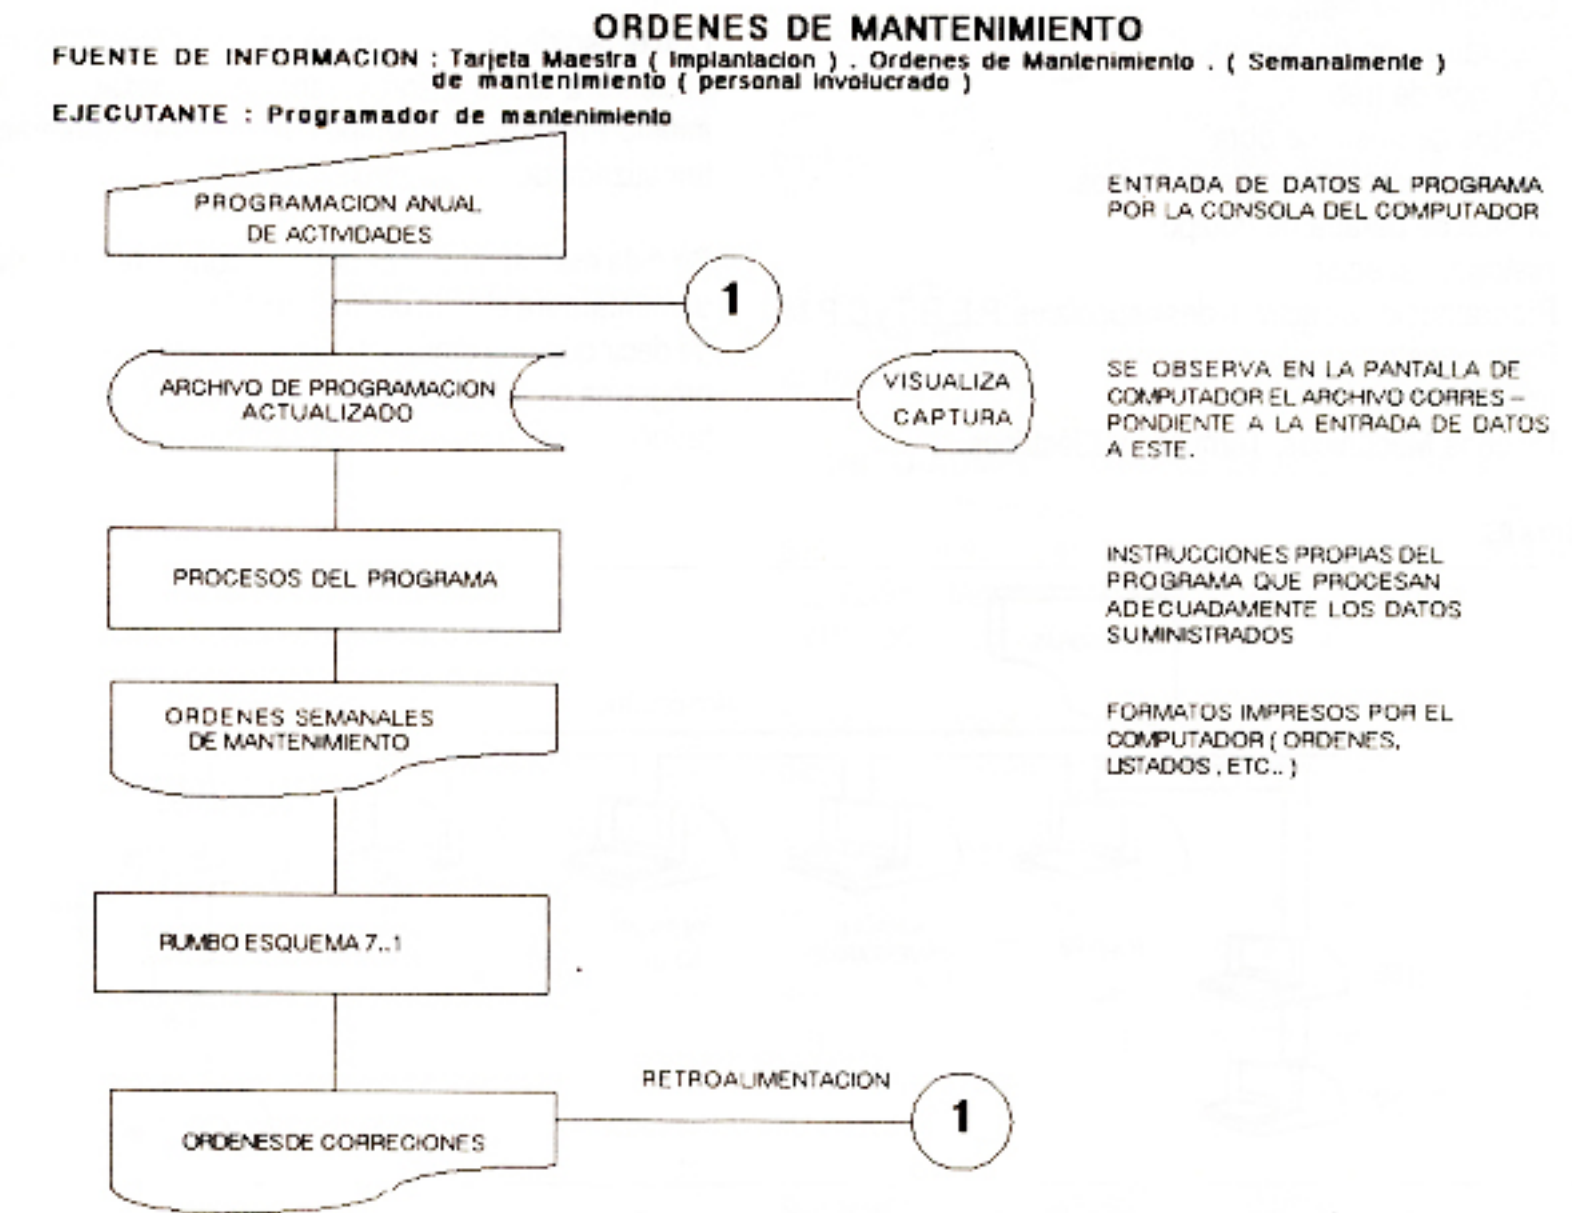 ORDENES DE MANTENIMIENTO
FUENTE DE INFORMACION : Tarjeta Maestra ( Implantacion ) . Ordenes de Mantenimiento . ( Semanalmente )
de mantenimiento ( personal involucrado )
EJECUTANTE : Programador de mantenimiento
PROGRAMACION ANUAL
DE ACTIVIDADES
ENTRADA DE DATOS AL PROGRAMA
POR LA CONSOLA DEL COMPUTADOR
1
ARCHIVO DE PROGRAMACION
ACTUALIZADO
VISUALIZA
CAPTURA
SE OBSERVA EN LA PANTALLA DE
COMPUTADOR EL ARCHIVO CORRES –
PONDIENTE A LA ENTRADA DE DATOS
A ESTE.
PROCESOS DEL PROGRAMA
INSTRUCCIONES PROPIAS DEL
PROGRAMA QUE PROCESAN
ADECUADAMENTE LOS DATOS
SUMINISTRADOS
ORDENES SEMANALES
DE MANTENIMIENTO
FORMATOS IMPRESOS POR EL
COMPUTADOR ( ORDENES,
LISTADOS , ETC.. )
RUMBO ESQUEMA 7..1
RETROALIMENTACION
1
ORDENES DE CORRECIONES